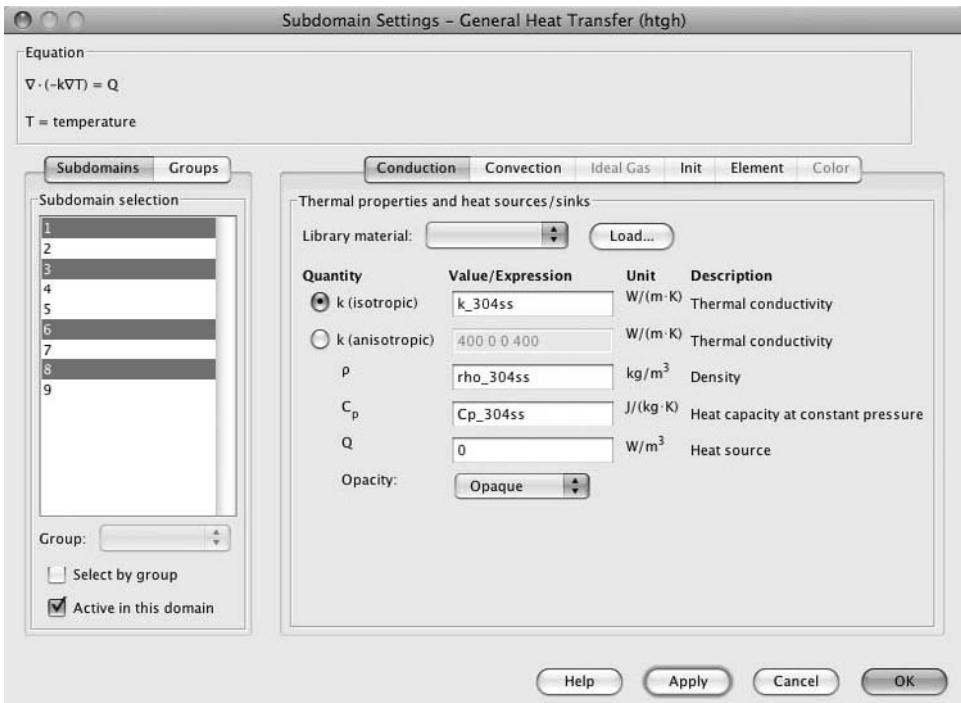 Subdomain Settings – General Heat Transfer (htgh)
Equation
∇·(-k∇T) = Q
T = temperature
Subdomains Groups
Subdomain selection
1
2
3
4
5
6
7
8
9
Group:
Select by group
Active in this domain
Conduction Convection Ideal Gas Init Element Color
Thermal properties and heat sources/sinks
Library material: Load...
Quantity Value/Expression Unit Description
k (isotropic) k_304ss W/(m·K) Thermal conductivity
k (anisotropic) 400 0 0 400 W/(m·K) Thermal conductivity
ρ rho_304ss kg/m³ Density
Cₚ Cp_304ss J/(kg·K) Heat capacity at constant pressure
Q 0 W/m³ Heat source
Opacity: Opaque
Help Apply Cancel OK